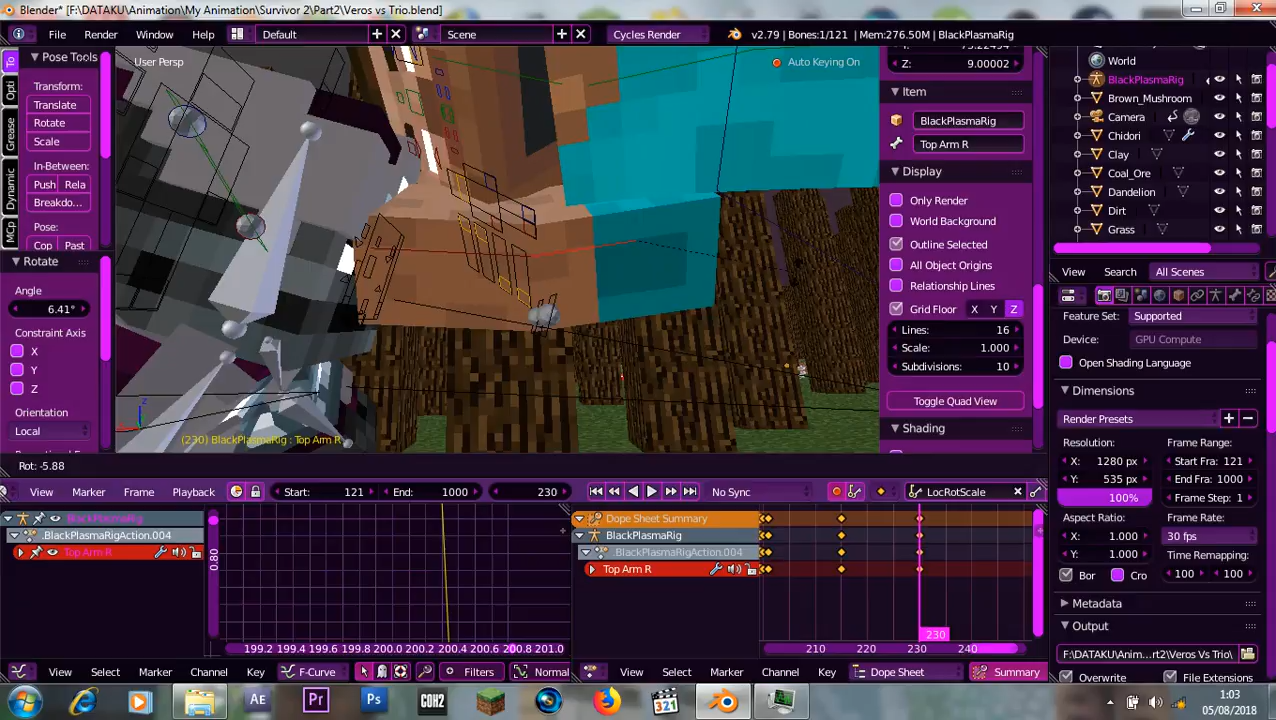 Blender* [F:\DATAKU\Animation\My Animation\Survivor 2\Part2\Veros vs Trio.blend]
File Render Window Help Default Scene Cycles Render v2.79 | Bones:1/121 | Mem:276.50M | BlackPlasmaRig
To
Opti
Grease
Dynamic
MCp
Pose Tools
Transform:
Translate
Rotate
Scale
In-Between:
Push Rela
Breakdo...
Pose:
Cop Past
Rotate
Angle
6.41°
Constraint Axis
X
Y
Z
Orientation
Local
User Persp
Auto Keying On
(230) BlackPlasmaRig : Top Arm R
Rot: -5.88
Z: 9.00002
Item
BlackPlasmaRig
Top Arm R
Display
Only Render
World Background
Outline Selected
All Object Origins
Relationship Lines
Grid Floor X Y Z
Lines: 16
Scale: 1.000
Subdivisions: 10
Toggle Quad View
Shading
World
BlackPlasmaRig
Brown_Mushroom
Camera
Chidori
Clay
Coal_Ore
Dandelion
Dirt
Grass
View Search All Scenes
Feature Set: Supported
Device: GPU Compute
Open Shading Language
Dimensions
Render Presets
Resolution: Frame Range:
X: 1280 px Start Fra: 121
Y: 535 px End Fra: 1000
100% Frame Step: 1
Aspect Ratio: Frame Rate:
X: 1.000 30 fps
Y: 1.000 Time Remapping:
Bor Cro 100 100
Metadata
Output
F:\DATAKU\Anim...rt2\Veros Vs Trio\
Overwrite File Extensions
View Marker Frame Playback Start: 121 End: 1000 230 No Sync LocRotScale
BlackPlasmaRig
.BlackPlasmaRigAction.004
Top Arm R
0.80
199.2 199.4 199.6 199.8 200.0 200.2 200.4 200.6 200.8 201.0
View Select Marker Channel Key F-Curve Filters Normal
Dope Sheet Summary
BlackPlasmaRig
.BlackPlasmaRigAction.004
Top Arm R
230
210 220 230 240
View Select Marker Channel Key Dope Sheet Summary
Ae Pr Ps COH2 321
1:03
05/08/2018